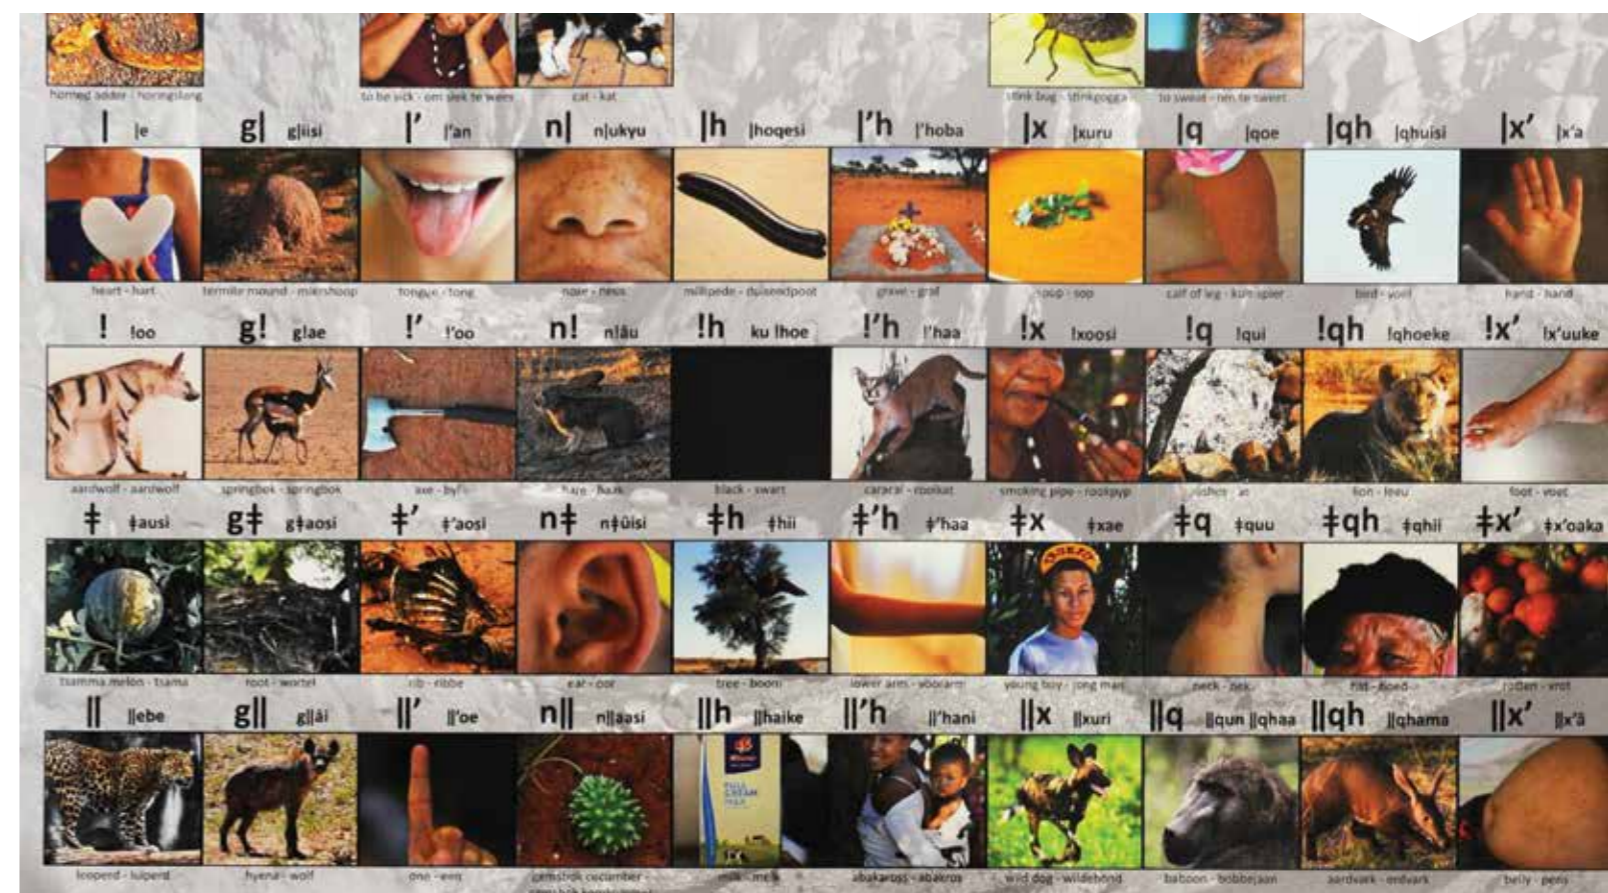 horned adder - horingslang to be sick - om siek te wees cat - kat stink bug - stinkgogga to sweat - om te sweet
| |e g| g|iisi |' |'an n| n|ukyu |h |hoqesi |'h |'hoba |x |xuru |q |qoe |qh |qhuisi |x' |x'a
heart - hart termite mound - miershoop tongue - tong nose - neus millipede - duisendpoot grave - graf soup - sop calf of leg - kuitspier bird - voël hand - hand
! !oo g! g!ae !' !'oo n! n!âu !h ku !hoe !'h !'haa !x !xoosi !q !qui !qh !qhoeke !x' !x'uuke
aardwolf - aardwolf springbok - springbok axe - byl hare - haas black - swart caracal - rooikat smoking pipe - rookpyp ashes - as lion - leeu foot - voet
ǂ ǂausi gǂ gǂaosi ǂ' ǂ'aosi nǂ nǂûisi ǂh ǂhii ǂ'h ǂ'haa ǂx ǂxae ǂq ǂquu ǂqh ǂqhii ǂx' ǂx'oaka
tsamma melon - tsama root - wortel rib - ribbe ear - oor tree - boom lower arm - voorarm young boy - jong man neck - nek hat - hoed rotten - vrot
|| ||ebe g|| g||âi ||' ||'oe n|| n||aasi ||h ||haike ||'h ||'hani ||x ||xuri ||q ||qun ||qhaa ||qh ||qhama ||x' ||x'ã
FULL
CREAM
leoperd - luiperd hyena - wolf one - een gemsbok cucumber - milk - melk abakaross - abakros wild dog - wildehond baboon - bobbejaan aardvark - erdvark belly - pens